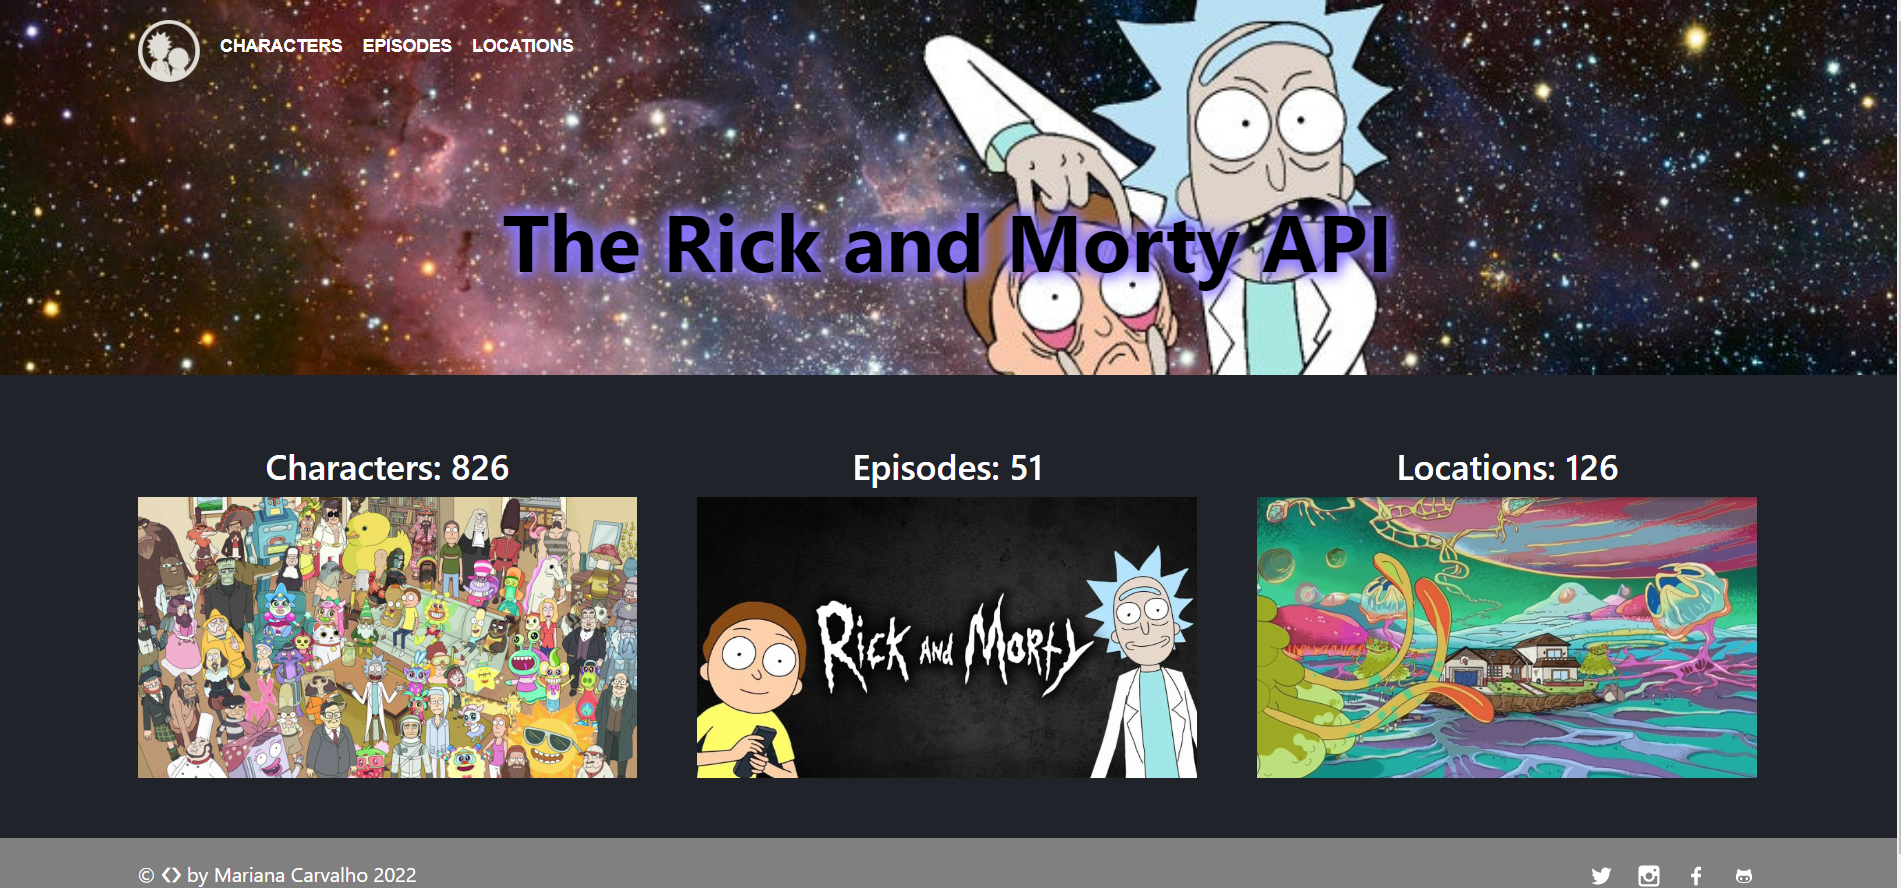 CHARACTERS EPISODES LOCATIONS
The Rick and Morty API
Characters: 826
Episodes: 51
Locations: 126
RICK AND MORTY
© <> by Mariana Carvalho 2022